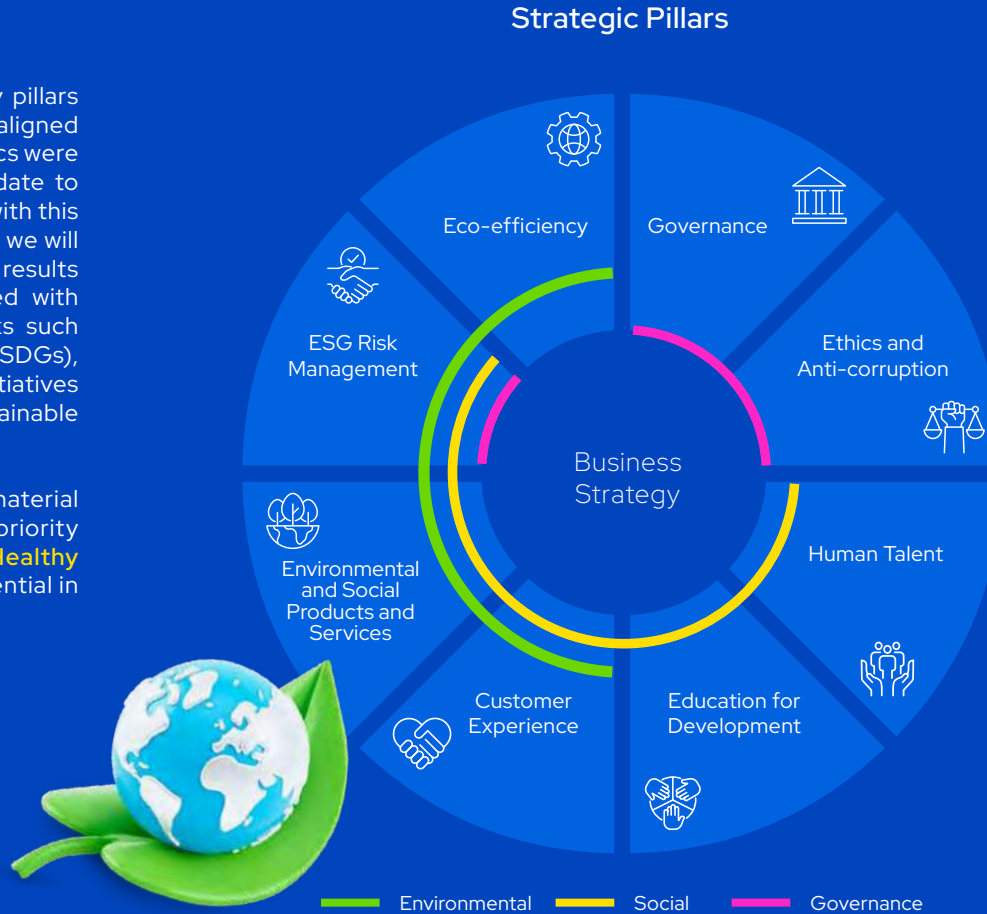 Strategic Pillars
pillars
aligned
cs were
date to
with this
we will
results
ed with
ks such
SDGs),
tiatives
ainable
material
priority
Healthy
ential in
Eco-efficiency
Governance
ESG Risk
Management
Ethics and
Anti-corruption
Business
Strategy
Human Talent
Environmental
and Social
Products and
Services
Customer
Experience
Education for
Development
Environmental
Social
Governance